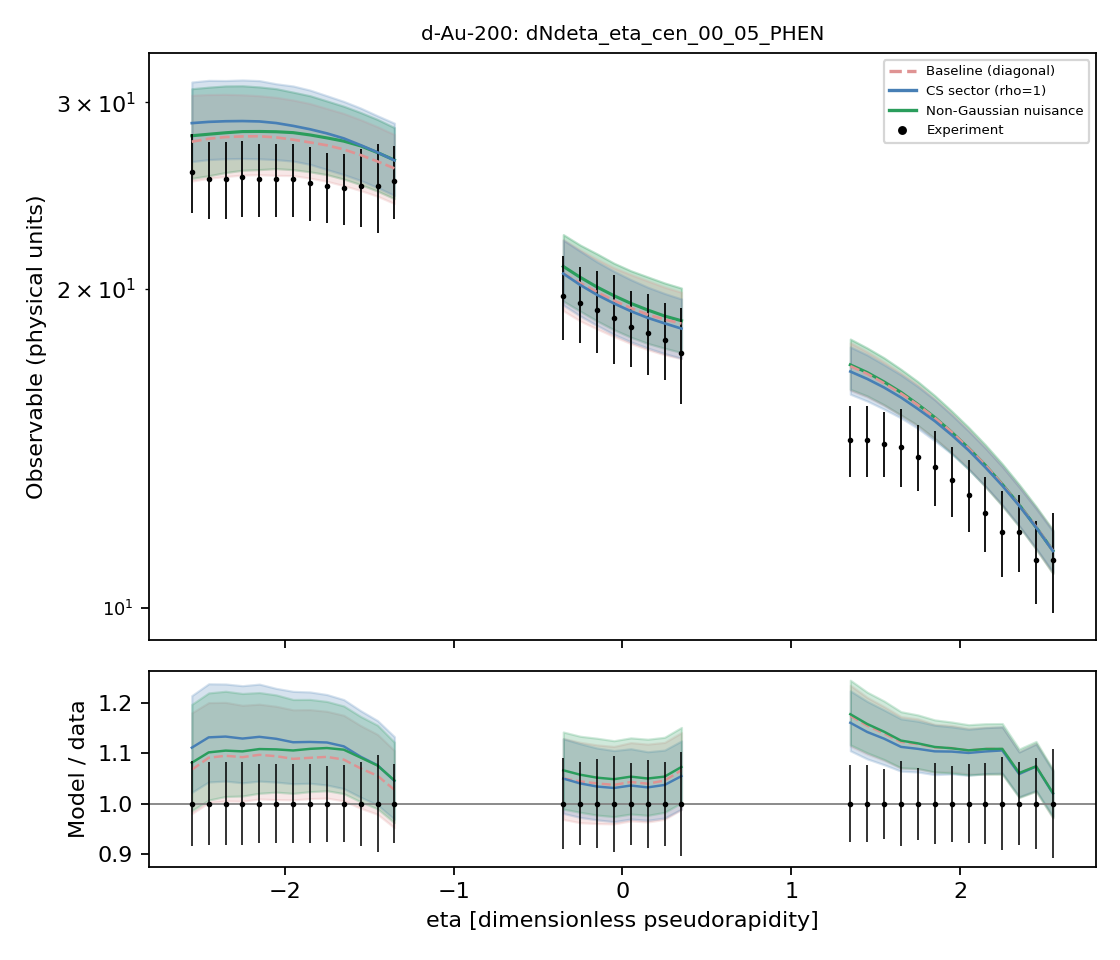 d-Au-200: dNdeta_eta_cen_00_05_PHEN
Baseline (diagonal)
CS sector (rho=1)
Non-Gaussian nuisance
Experiment
Observable (physical units)
3 × 10¹
2 × 10¹
10¹
Model / data
1.2
1.1
1.0
0.9
−2
−1
0
1
2
eta [dimensionless pseudorapidity]